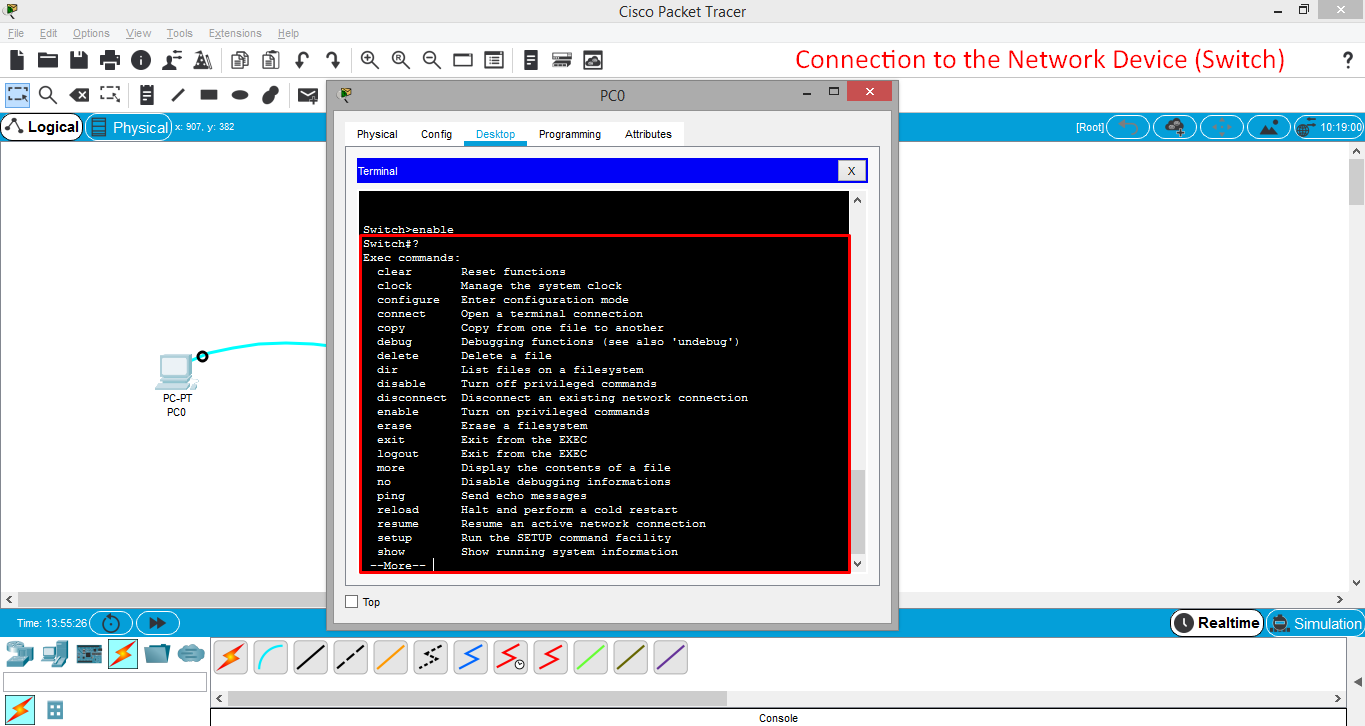 Cisco Packet Tracer
File Edit Options View Tools Extensions Help
Connection to the Network Device (Switch)
?
Logical Physical x: 907, y: 382
[Root] 10:19:00
PC0
Physical Config Desktop Programming Attributes
Terminal X
Switch>enable
Switch#?
Exec commands:
clear Reset functions
clock Manage the system clock
configure Enter configuration mode
connect Open a terminal connection
copy Copy from one file to another
debug Debugging functions (see also 'undebug')
delete Delete a file
dir List files on a filesystem
disable Turn off privileged commands
disconnect Disconnect an existing network connection
enable Turn on privileged commands
erase Erase a filesystem
exit Exit from the EXEC
logout Exit from the EXEC
more Display the contents of a file
no Disable debugging informations
ping Send echo messages
reload Halt and perform a cold restart
resume Resume an active network connection
setup Run the SETUP command facility
show Show running system information
--More--
Top
PC-PT
PC0
Time: 13:55:26
Realtime Simulation
Console